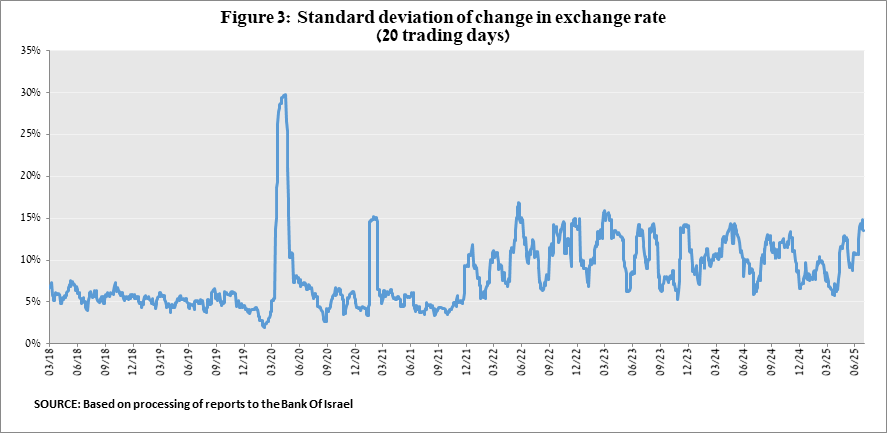 Figure 3: Standard deviation of change in exchange rate
(20 trading days)
35%
30%
25%
20%
15%
10%
5%
0%
03/18 06/18 09/18 12/18 03/19 06/19 09/19 12/19 03/20 06/20 09/20 12/20 03/21 06/21 09/21 12/21 03/22 06/22 09/22 12/22 03/23 06/23 09/23 12/23 03/24 06/24 09/24 12/24 03/25 06/25
SOURCE: Based on processing of reports to the Bank Of Israel